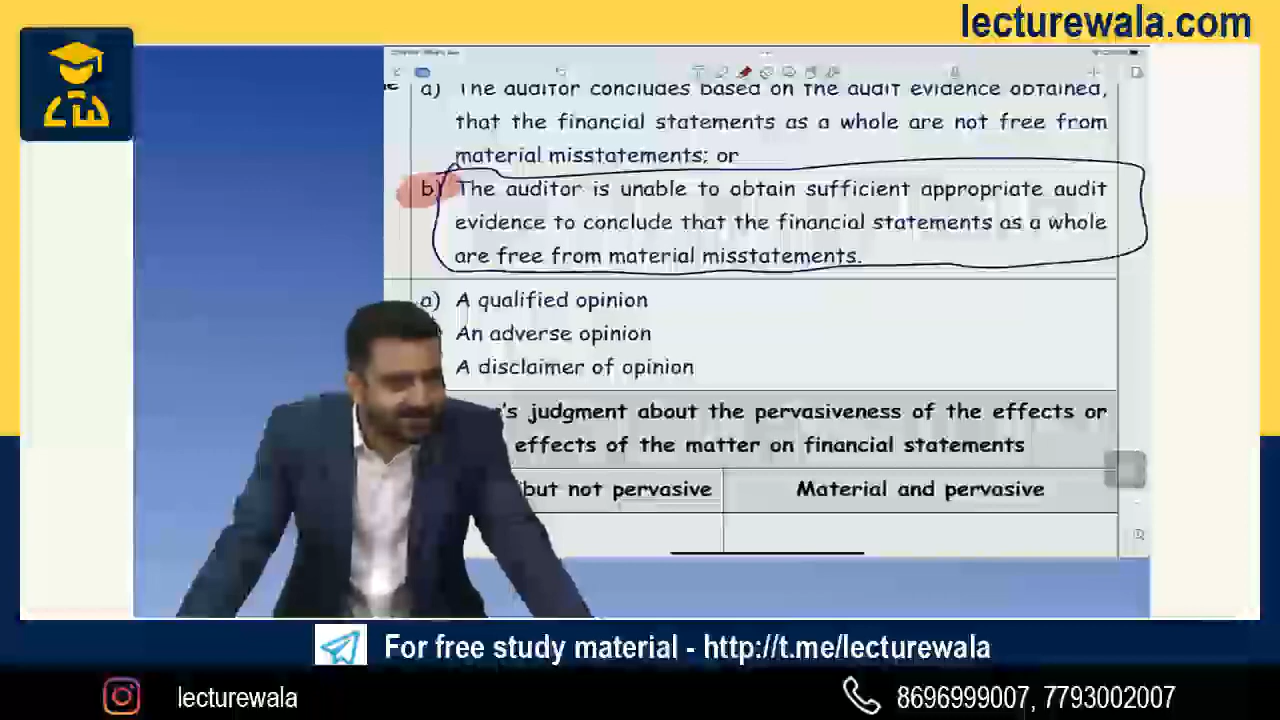 lecturewala.com
a) The auditor concludes based on the audit evidence obtained,
that the financial statements as a whole are not free from
material misstatements; or
b) The auditor is unable to obtain sufficient appropriate audit
evidence to conclude that the financial statements as a whole
are free from material misstatements.
a) A qualified opinion
An adverse opinion
A disclaimer of opinion
's judgment about the pervasiveness of the effects or
effects of the matter on financial statements
but not pervasive Material and pervasive
For free study material - http://t.me/lecturewala
lecturewala 8696999007, 7793002007